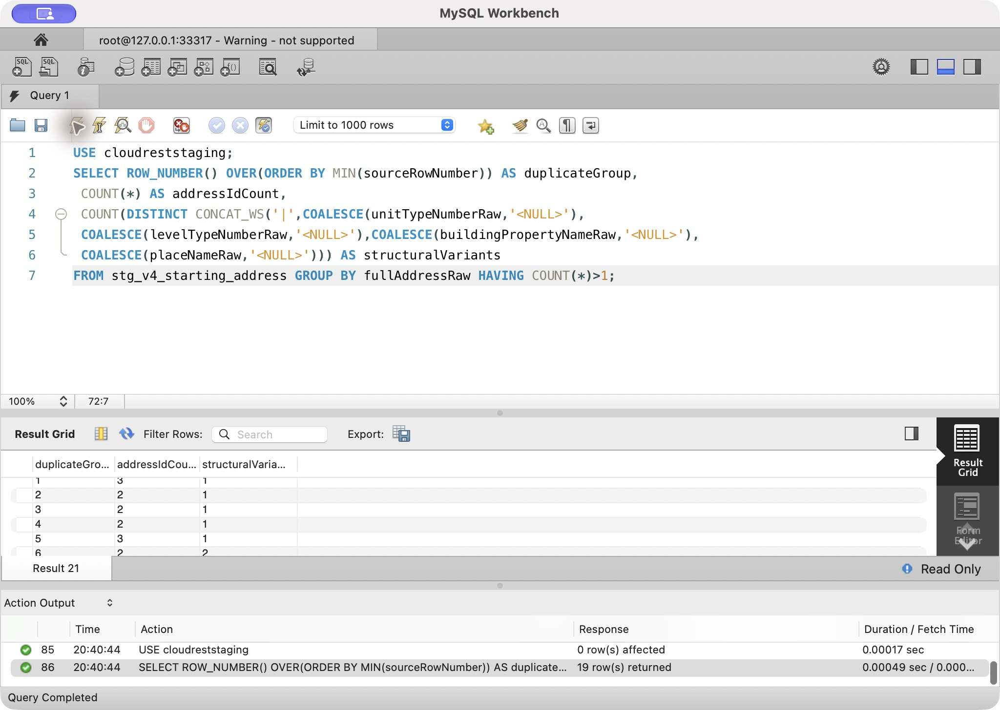 MySQL Workbench
root@127.0.0.1:33317 - Warning - not supported
Query 1
Limit to 1000 rows
1 USE cloudreststaging;
2 SELECT ROW_NUMBER() OVER(ORDER BY MIN(sourceRowNumber)) AS duplicateGroup,
3 COUNT(*) AS addressIdCount,
4 COUNT(DISTINCT CONCAT_WS('|',COALESCE(unitTypeNumberRaw,'<NULL>'),
5 COALESCE(levelTypeNumberRaw,'<NULL>'),COALESCE(buildingPropertyNameRaw,'<NULL>'),
6 COALESCE(placeNameRaw,'<NULL>'))) AS structuralVariants
7 FROM stg_v4_starting_address GROUP BY fullAddressRaw HAVING COUNT(*)>1;
100% 72:7
Result Grid Filter Rows: Search Export:
duplicateGro... addressIdCou... structuralVaria...
1 3 1
2 2 1
3 2 1
4 2 1
5 3 1
6 2 2
Result Grid
Form Editor
Result 21 Read Only
Action Output
Time Action Response Duration / Fetch Time
85 20:40:44 USE cloudreststaging 0 row(s) affected 0.00017 sec
86 20:40:44 SELECT ROW_NUMBER() OVER(ORDER BY MIN(sourceRowNumber)) AS duplicate... 19 row(s) returned 0.00049 sec / 0.000...
Query Completed